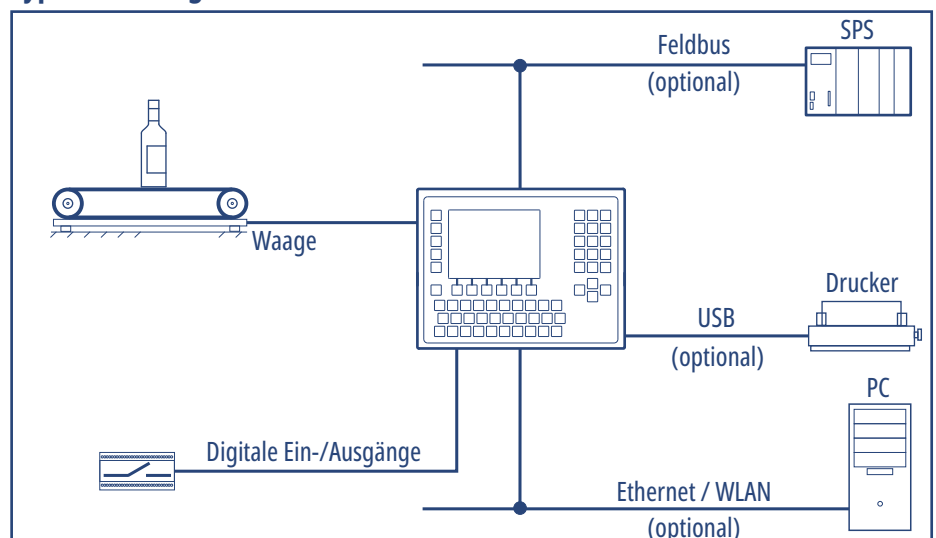 SPS
Feldbus
(optional)
Waage
Drucker
USB
(optional)
PC
Digitale Ein-/Ausgänge
Ethernet / WLAN
(optional)